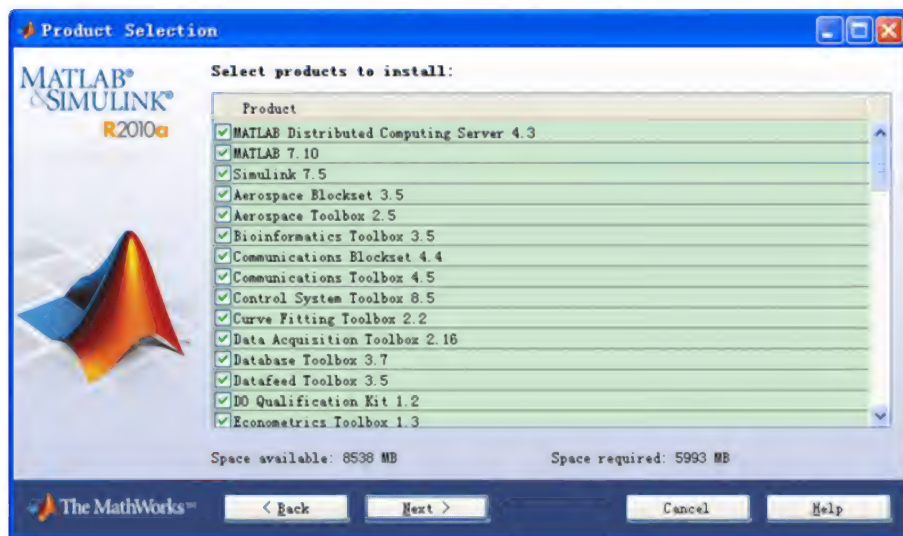 Product Selection
MATLAB®
&SIMULINK®
R2010a
Select products to install:
Product
MATLAB Distributed Computing Server 4.3
MATLAB 7.10
Simulink 7.5
Aerospace Blockset 3.5
Aerospace Toolbox 2.5
Bioinformatics Toolbox 3.5
Communications Blockset 4.4
Communications Toolbox 4.5
Control System Toolbox 8.5
Curve Fitting Toolbox 2.2
Data Acquisition Toolbox 2.16
Database Toolbox 3.7
Datafeed Toolbox 3.5
DO Qualification Kit 1.2
Econometrics Toolbox 1.3
Space available: 8538 MB Space required: 5993 MB
The MathWorks™ < Back Next > Cancel Help